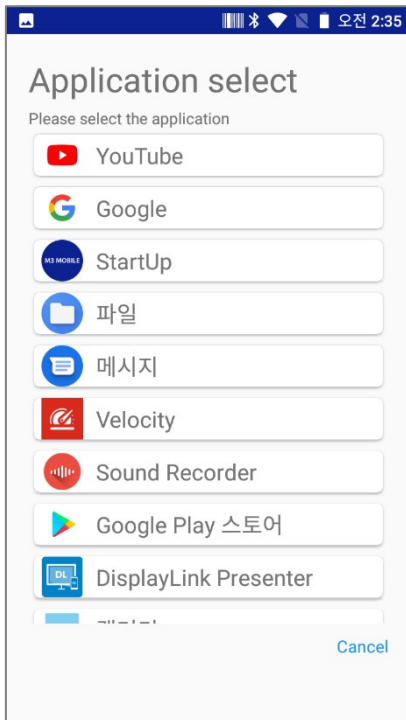 오전 2:35
Application select
Please select the application
YouTube
Google
M3 MOBILE StartUp
파일
메시지
Velocity
Sound Recorder
Google Play 스토어
DL DisplayLink Presenter
Cancel